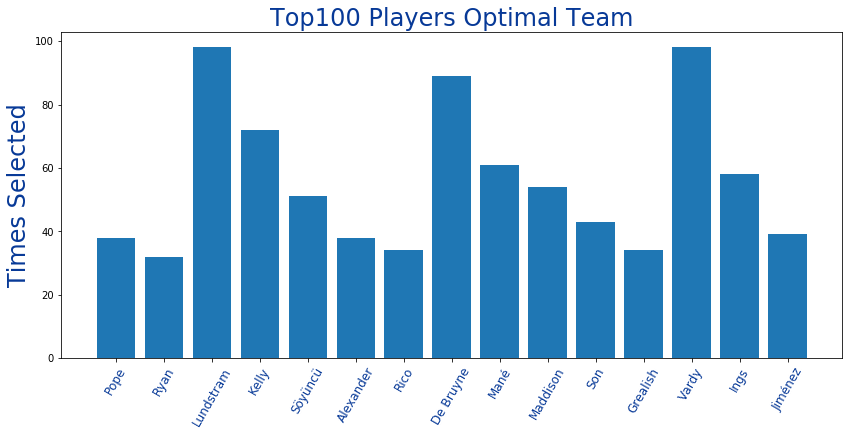 Top100 Players Optimal Team
Times Selected
100
80
60
40
20
0
Pope
Ryan
Lundstram
Kelly
Söyüncü
Alexander
Rico
De Bruyne
Mané
Maddison
Son
Grealish
Vardy
Ings
Jiménez